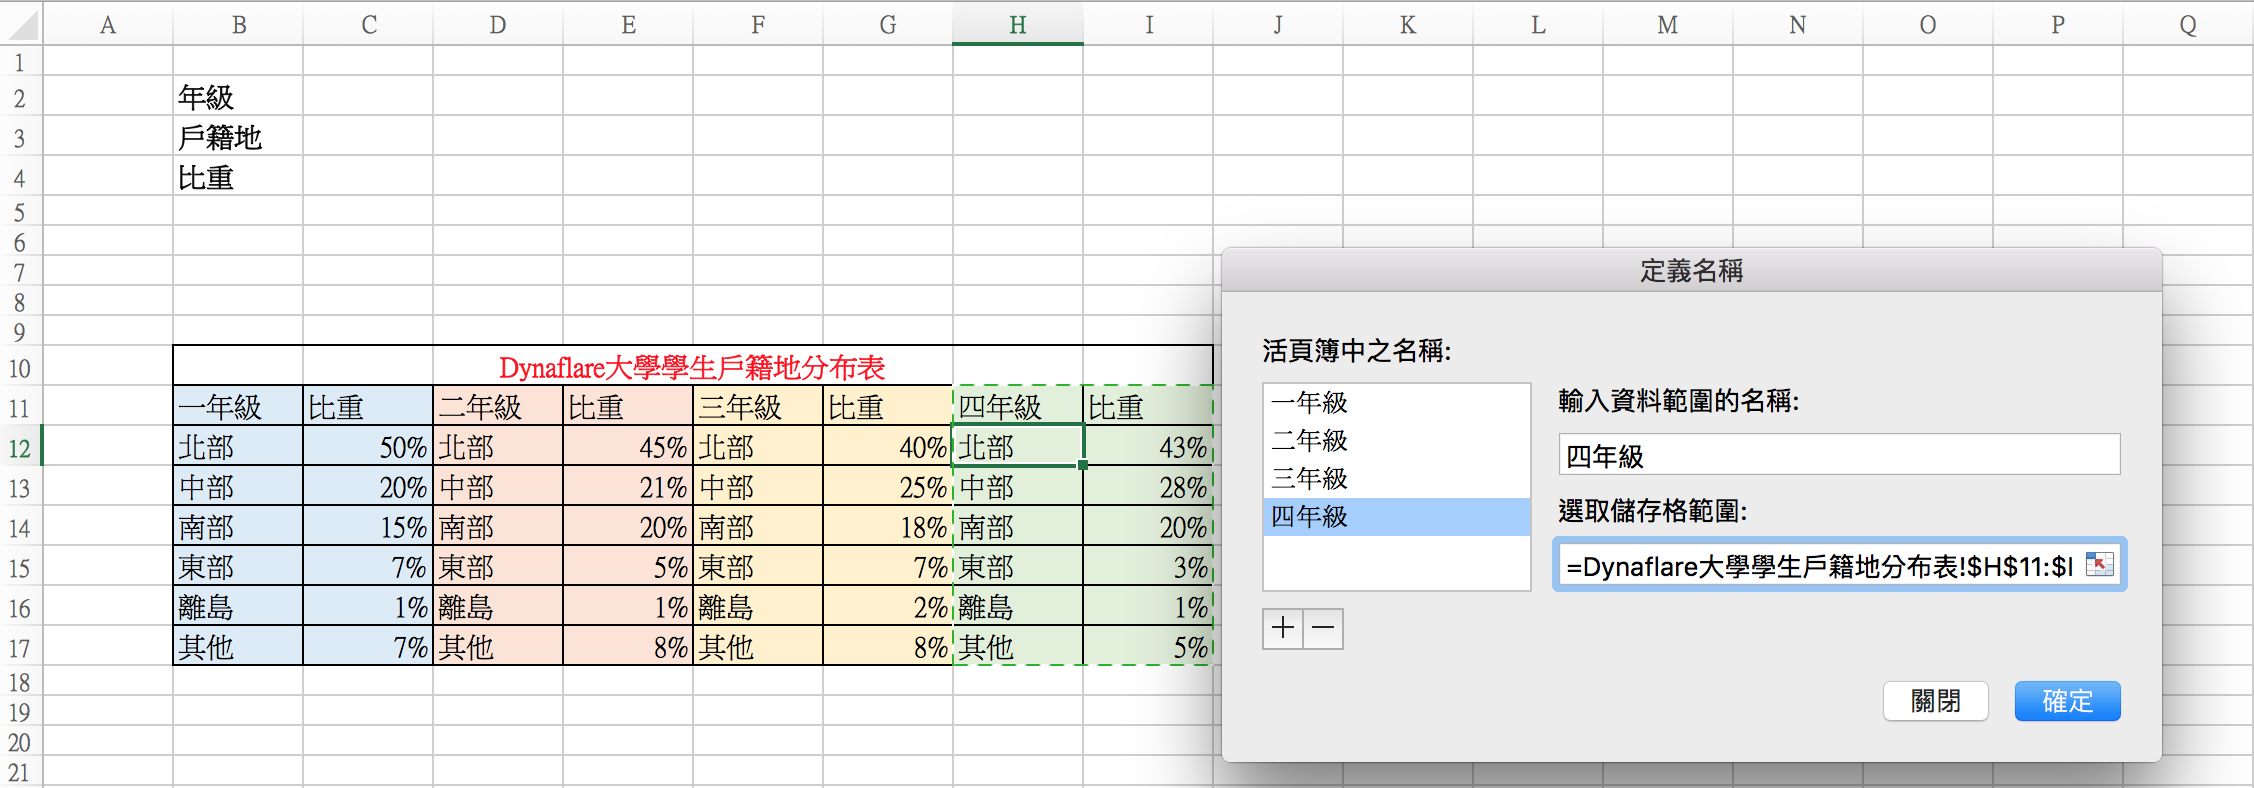 A B C D E F G H I J K L M N O P Q
1
2 年級
3 戶籍地
4 比重
5
6
7
8
9
10 Dynaflare大學學生戶籍地分布表
11 一年級 比重 二年級 比重 三年級 比重 四年級 比重
12 北部 50% 北部 45% 北部 40% 北部 43%
13 中部 20% 中部 21% 中部 25% 中部 28%
14 南部 15% 南部 20% 南部 18% 南部 20%
15 東部 7% 東部 5% 東部 7% 東部 3%
16 離島 1% 離島 1% 離島 2% 離島 1%
17 其他 7% 其他 8% 其他 8% 其他 5%
18
19
20
21
定義名稱
活頁簿中之名稱:
一年級
二年級
三年級
四年級
輸入資料範圍的名稱:
四年級
選取儲存格範圍:
=Dynaflare大學學生戶籍地分布表!$H$11:$I
關閉 確定